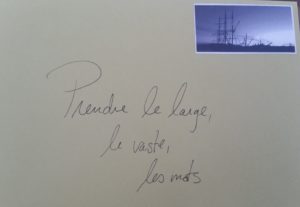 Prendre le large,
le vaste,
les mots